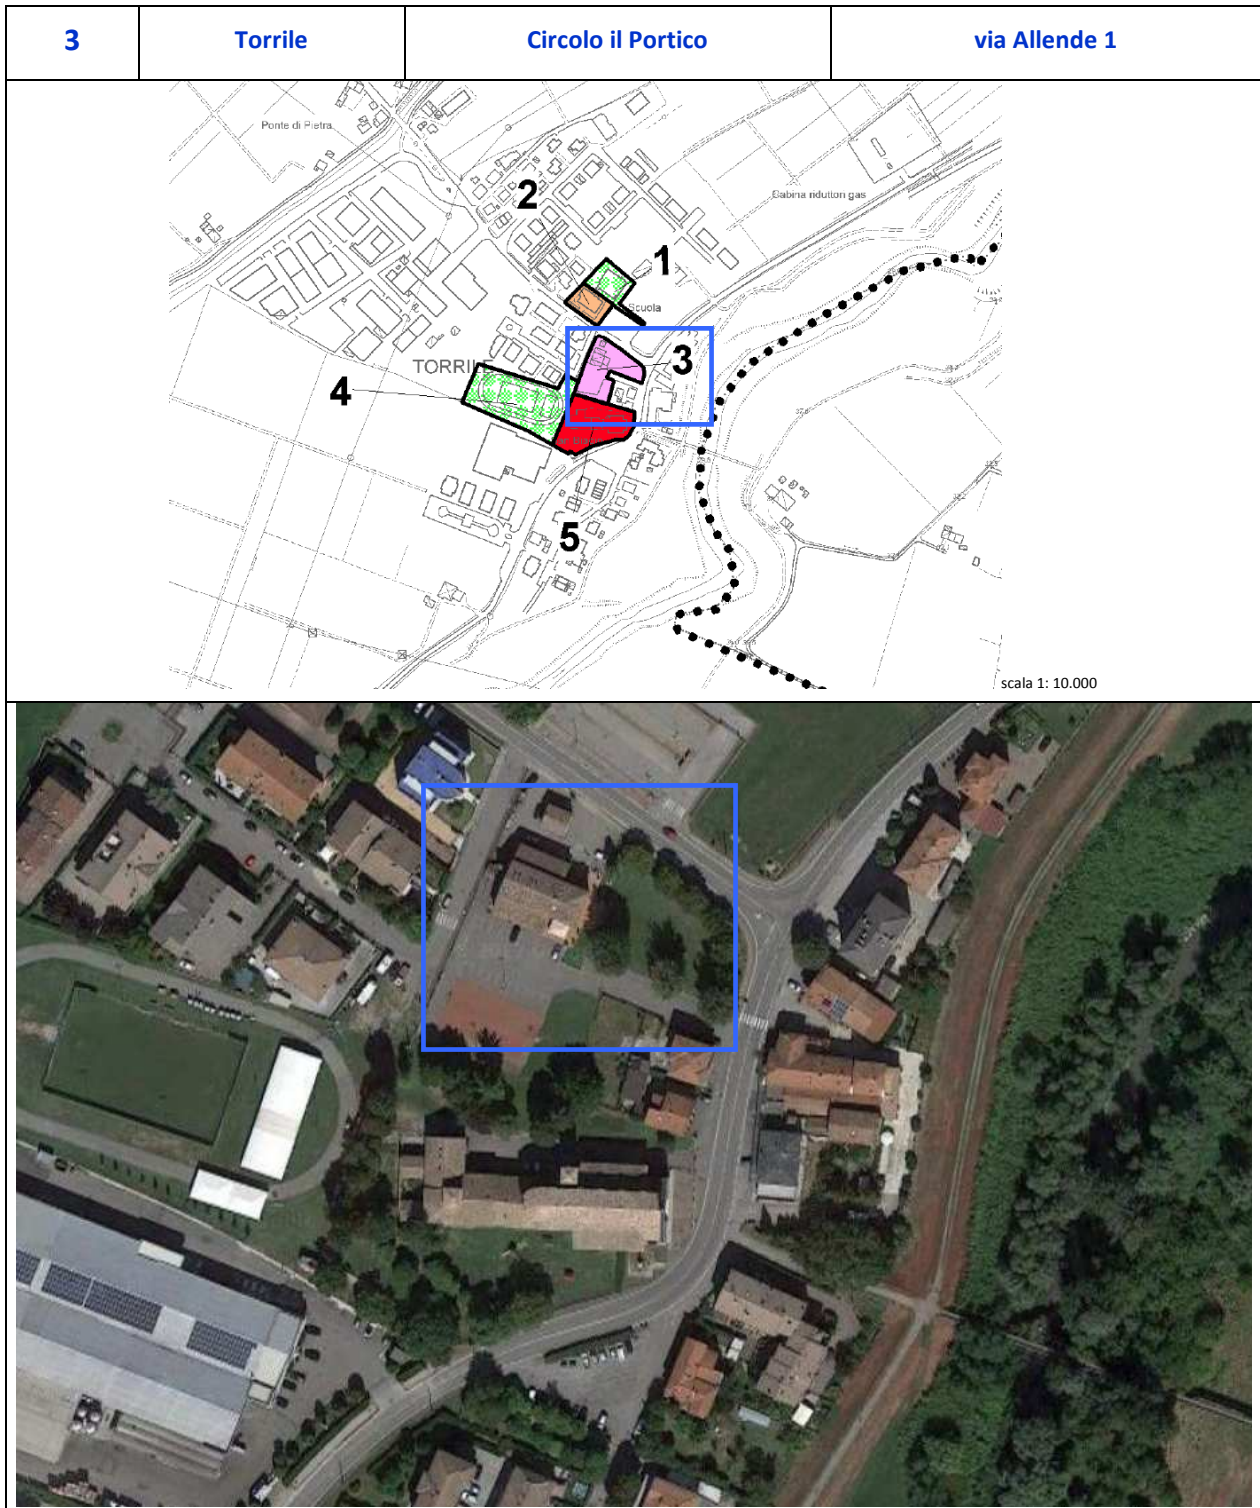 3 Torrile Circolo il Portico via Allende 1
Ponte di Pietra
2
Cabina riduttori gas
1
Scuola
3
TORRILE
4
5
scala 1: 10.000